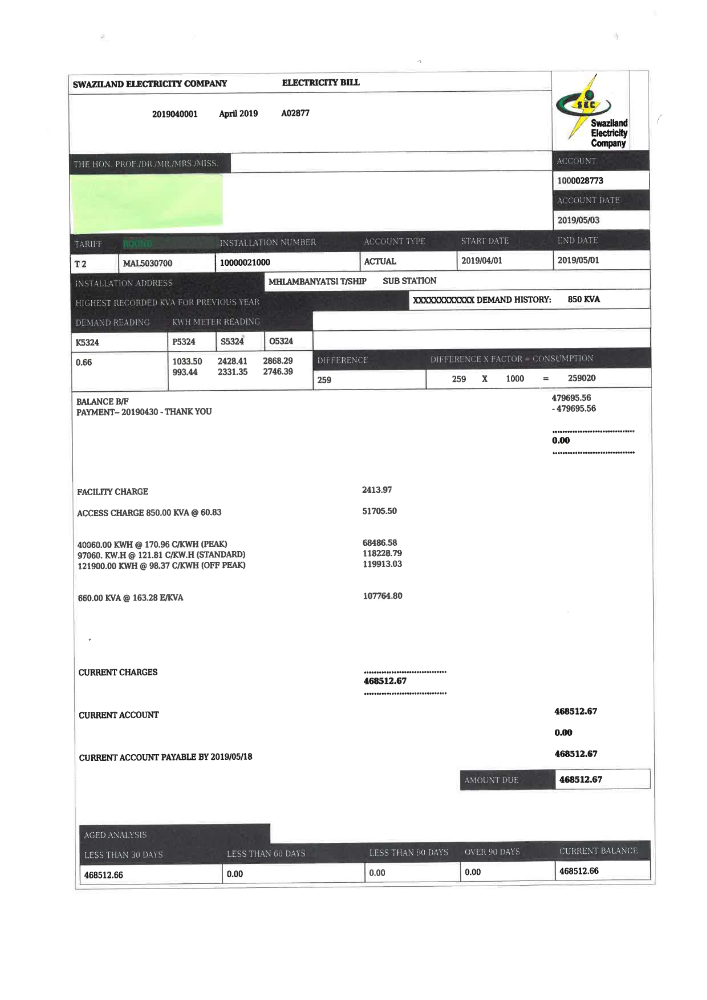 SWAZILAND ELECTRICITY COMPANY ELECTRICITY BILL
2019040001 April 2019 A02877
SEC
Swaziland
Electricity
Company
THE HON. PROF./DR./MR./MRS./MISS. ACCOUNT
1000028773
ACCOUNT DATE
2019/05/03
TARIFF ROUND INSTALLATION NUMBER ACCOUNT TYPE START DATE END DATE
T 2 MAL5030700 10000021000 ACTUAL 2019/04/01 2019/05/01
INSTALLATION ADDRESS MHLAMBANYATSI T/SHIP SUB STATION
HIGHEST RECORDED KVA FOR PREVIOUS YEAR XXXXXXXXXXXX DEMAND HISTORY: 850 KVA
DEMAND READING KWH METER READING
K5324 P5324 S5324 O5324
0.66 1033.50 2428.41 2868.29 DIFFERENCE DIFFERENCE X FACTOR = CONSUMPTION
993.44 2331.35 2746.39
259 259 X 1000 = 259020
BALANCE B/F 479695.56
PAYMENT– 20190430 - THANK YOU - 479695.56
0.00
FACILITY CHARGE 2413.97
ACCESS CHARGE 850.00 KVA @ 60.83 51705.50
40060.00 KWH @ 170.96 C/KWH (PEAK) 68486.58
97060. KW.H @ 121.81 C/KW.H (STANDARD) 118228.79
121900.00 KWH @ 98.37 C/KWH (OFF PEAK) 119913.03
660.00 KVA @ 163.28 E/KVA 107764.80
CURRENT CHARGES 468512.67
CURRENT ACCOUNT 468512.67
0.00
CURRENT ACCOUNT PAYABLE BY 2019/05/18 468512.67
AMOUNT DUE 468512.67
AGED ANALYSIS
LESS THAN 30 DAYS LESS THAN 60 DAYS LESS THAN 90 DAYS OVER 90 DAYS CURRENT BALANCE
468512.66 0.00 0.00 0.00 468512.66